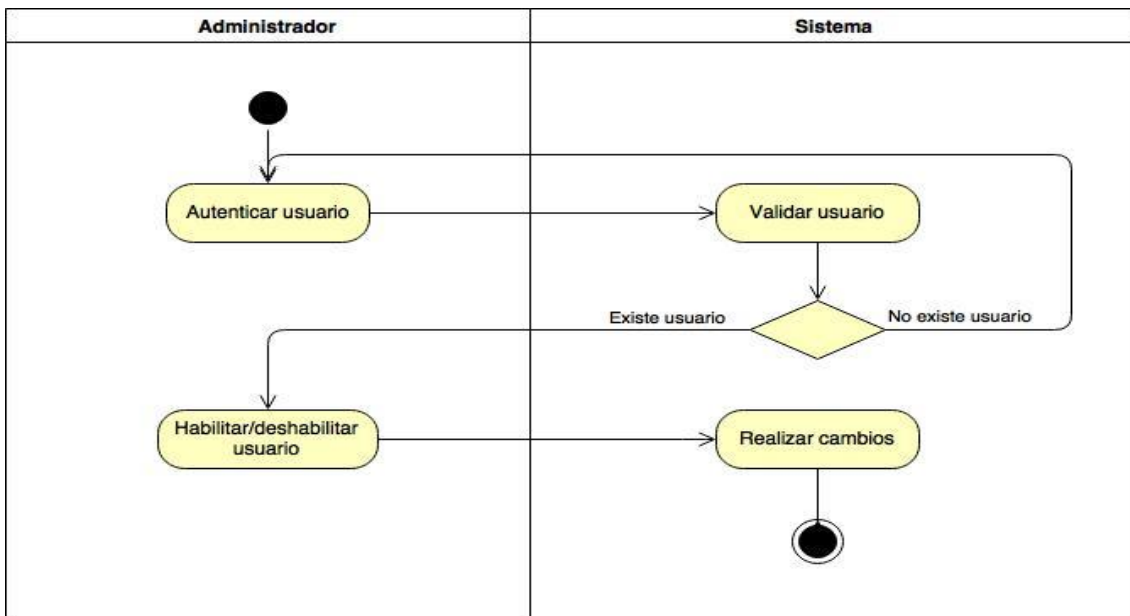 Administrador
Sistema
Autenticar usuario
Validar usuario
Existe usuario
No existe usuario
Habilitar/deshabilitar
usuario
Realizar cambios